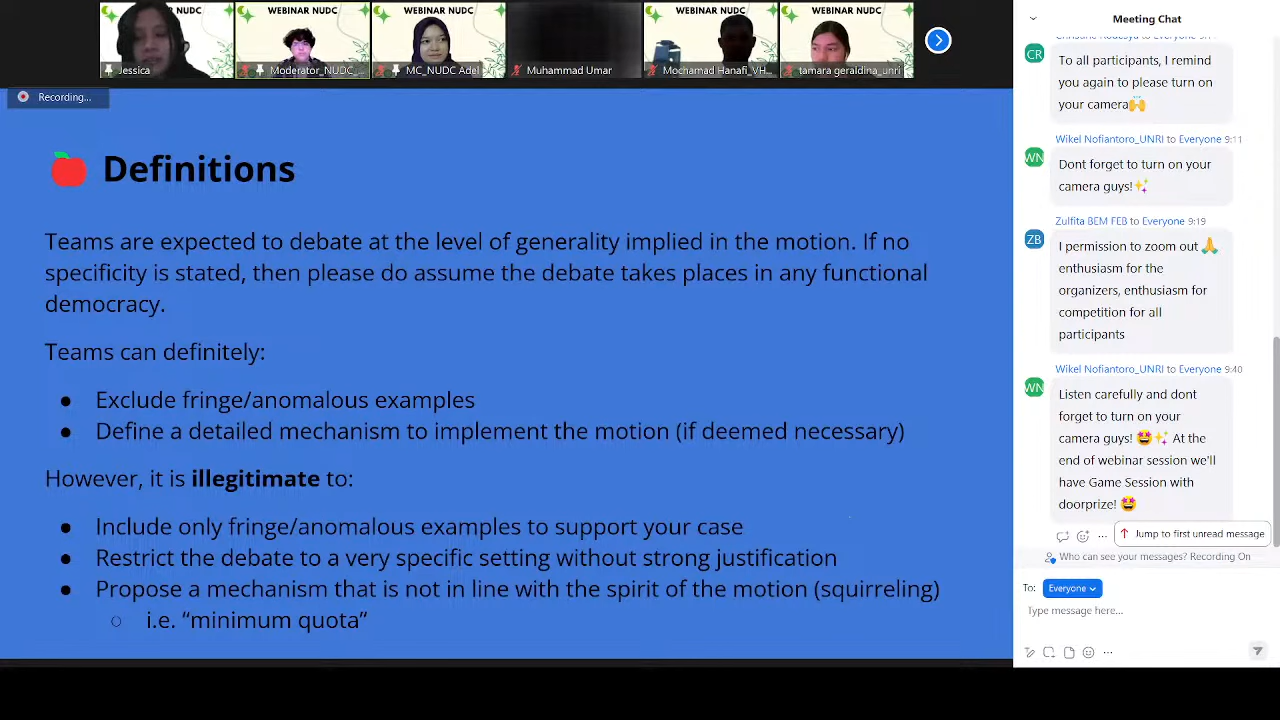 WEBINAR NUDC
WEBINAR NUDC
WEBINAR NUDC
WEBINAR NUDC
Jessica
Moderator_NUDC_...
MC_NUDC Adel
Muhammad Umar
Mochamad Hanafi_VH...
tamara geraldina_unri
Recording...
Definitions
Teams are expected to debate at the level of generality implied in the motion. If no
specificity is stated, then please do assume the debate takes places in any functional
democracy.
Teams can definitely:
● Exclude fringe/anomalous examples
● Define a detailed mechanism to implement the motion (if deemed necessary)
However, it is illegitimate to:
● Include only fringe/anomalous examples to support your case
● Restrict the debate to a very specific setting without strong justification
● Propose a mechanism that is not in line with the spirit of the motion (squirreling)
○ i.e. “minimum quota”
Meeting Chat
CR
To all participants, I remind
you again to please turn on
your camera🙌
Wikel Nofiantoro_UNRI to Everyone 9:11
WN
Dont forget to turn on your
camera guys!✨
Zulfita BEM FEB to Everyone 9:19
ZB
I permission to zoom out🙏
enthusiasm for the
organizers, enthusiasm for
competition for all
participants
Wikel Nofiantoro_UNRI to Everyone 9:40
WN
Listen carefully and dont
forget to turn on your
camera guys! 🤩✨ At the
end of webinar session we'll
have Game Session with
doorprize! 🤩
Jump to first unread message
Who can see your messages? Recording On
To: Everyone
Type message here...